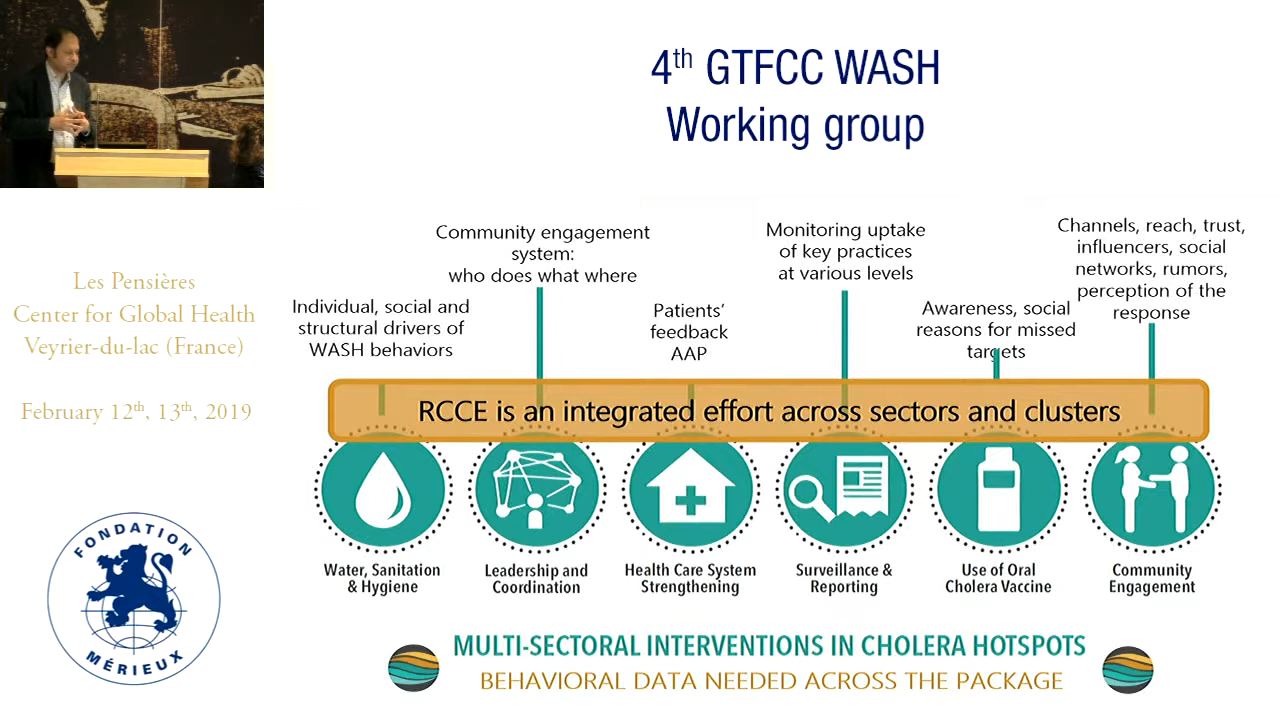 4th GTFCC WASH
Working group
Les Pensières
Center for Global Health
Veyrier-du-lac (France)
February 12th, 13th, 2019
FONDATION
MÉRIEUX
Individual, social and
structural drivers of
WASH behaviors
Community engagement
system:
who does what where
Patients'
feedback
AAP
Monitoring uptake
of key practices
at various levels
Awareness, social
reasons for missed
targets
Channels, reach, trust,
influencers, social
networks, rumors,
perception of the
response
RCCE is an integrated effort across sectors and clusters
Water, Sanitation
& Hygiene
Leadership and
Coordination
Health Care System
Strengthening
Surveillance &
Reporting
Use of Oral
Cholera Vaccine
Community
Engagement
MULTI-SECTORAL INTERVENTIONS IN CHOLERA HOTSPOTS
BEHAVIORAL DATA NEEDED ACROSS THE PACKAGE